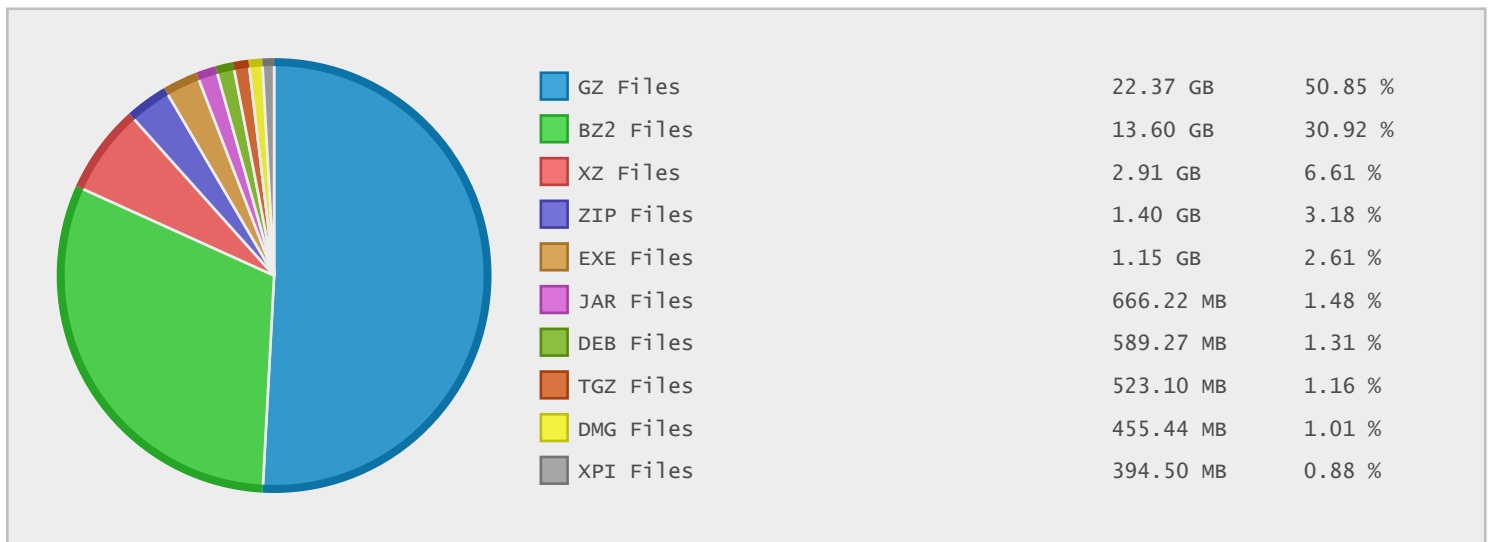 GZ Files 22.37 GB 50.85 %
BZ2 Files 13.60 GB 30.92 %
XZ Files 2.91 GB 6.61 %
ZIP Files 1.40 GB 3.18 %
EXE Files 1.15 GB 2.61 %
JAR Files 666.22 MB 1.48 %
DEB Files 589.27 MB 1.31 %
TGZ Files 523.10 MB 1.16 %
DMG Files 455.44 MB 1.01 %
XPI Files 394.50 MB 0.88 %